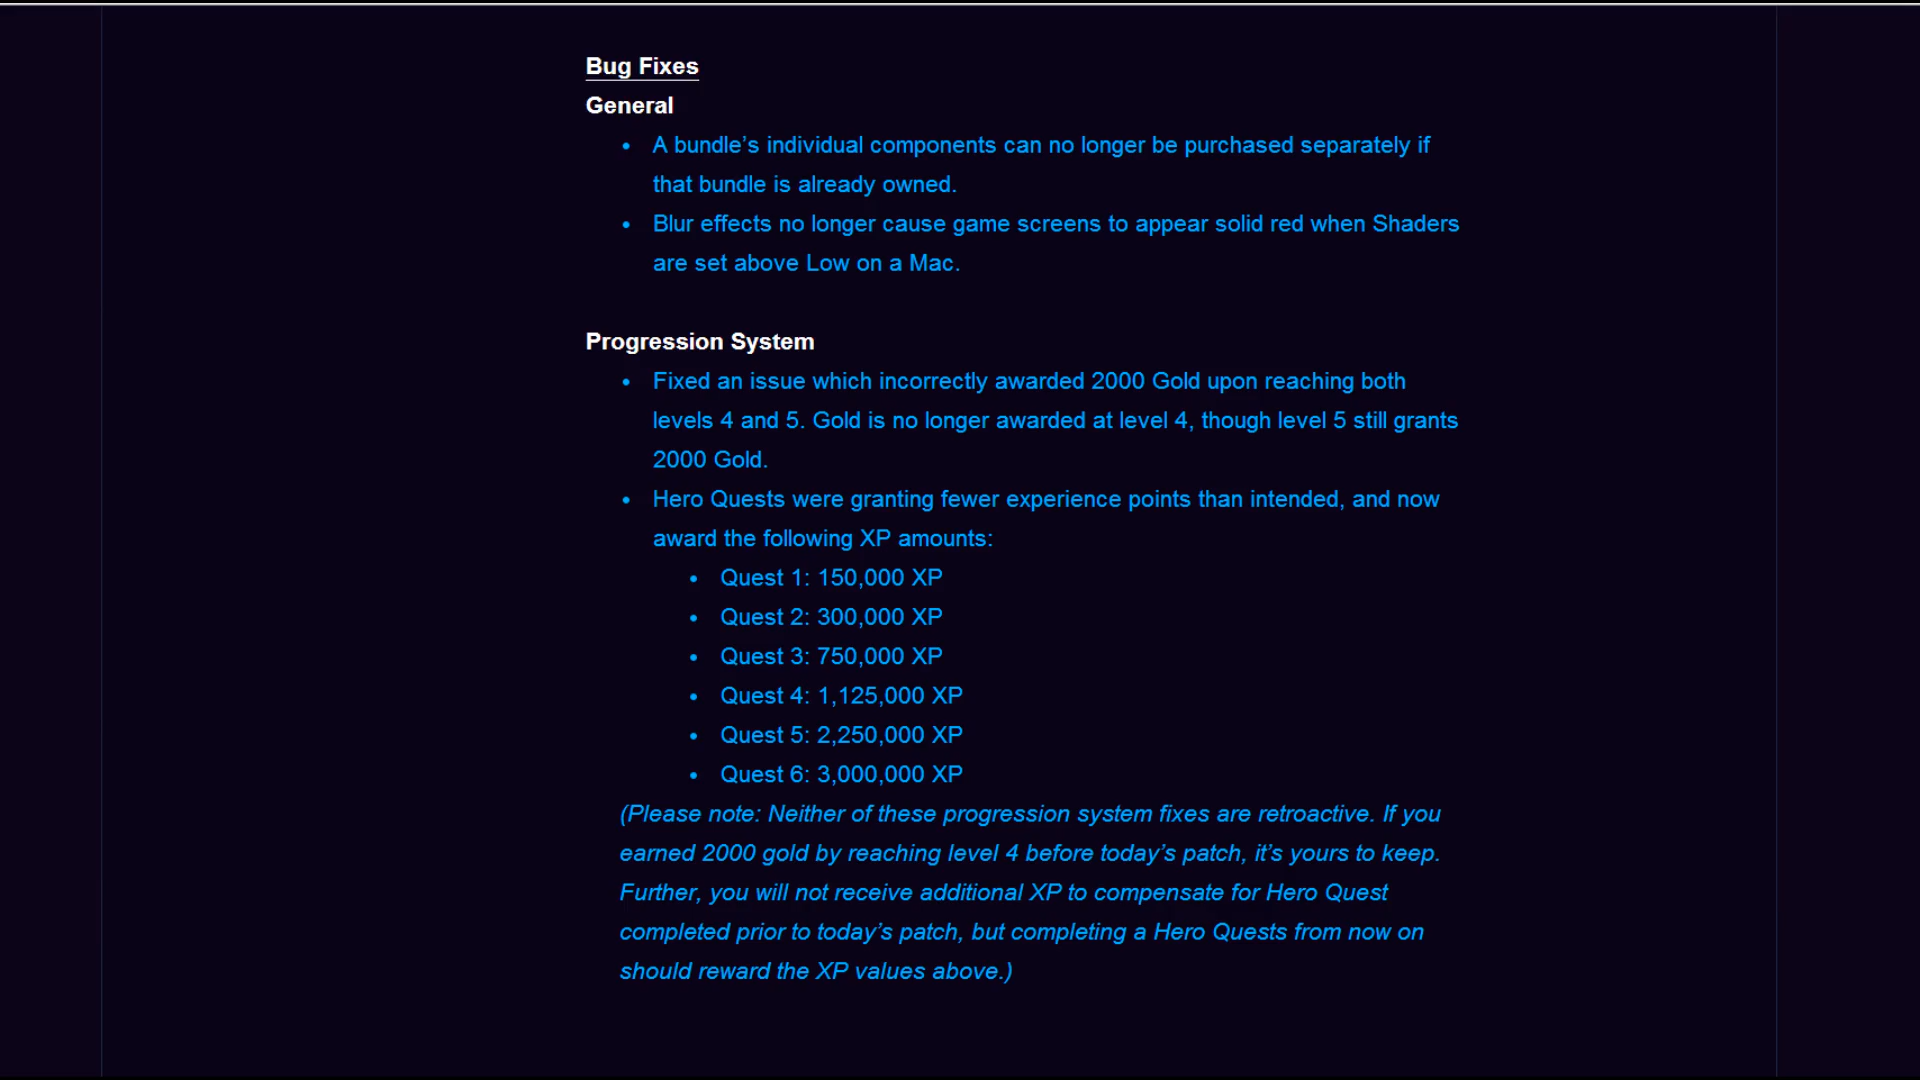 Bug Fixes
General
• A bundle’s individual components can no longer be purchased separately if
that bundle is already owned.
• Blur effects no longer cause game screens to appear solid red when Shaders
are set above Low on a Mac.
Progression System
• Fixed an issue which incorrectly awarded 2000 Gold upon reaching both
levels 4 and 5. Gold is no longer awarded at level 4, though level 5 still grants
2000 Gold.
• Hero Quests were granting fewer experience points than intended, and now
award the following XP amounts:
• Quest 1: 150,000 XP
• Quest 2: 300,000 XP
• Quest 3: 750,000 XP
• Quest 4: 1,125,000 XP
• Quest 5: 2,250,000 XP
• Quest 6: 3,000,000 XP
(Please note: Neither of these progression system fixes are retroactive. If you
earned 2000 gold by reaching level 4 before today’s patch, it’s yours to keep.
Further, you will not receive additional XP to compensate for Hero Quest
completed prior to today’s patch, but completing a Hero Quests from now on
should reward the XP values above.)